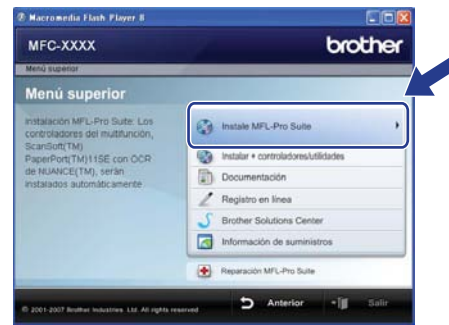 Macromedia Flash Player 8
MFC-XXXX
brother
Menú superior
Menú superior
Instalación MFL-Pro Suite: Los
controladores del multifunción,
ScanSoft(TM)
PaperPort(TM)11SE con OCR
de NUANCE(TM), serán
instalados automáticamente
Instale MFL-Pro Suite
Instalar + controladores/utilidades
Documentación
Registro en línea
Brother Solutions Center
Información de suministros
Reparación MFL-Pro Suite
© 2001-2007 Brother Industries, Ltd. All rights reserved
Anterior
Salir